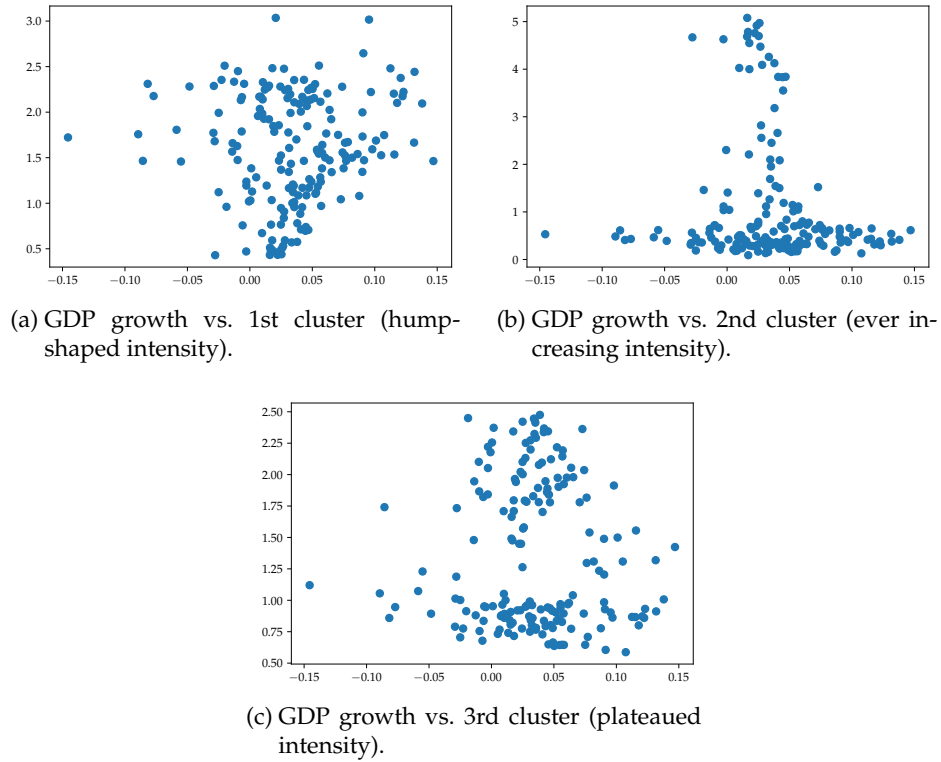 3.0
2.5
2.0
1.5
1.0
0.5
−0.15 −0.10 −0.05 0.00 0.05 0.10 0.15
(a) GDP growth vs. 1st cluster (hump-
shaped intensity).
5
4
3
2
1
0
−0.15 −0.10 −0.05 0.00 0.05 0.10 0.15
(b) GDP growth vs. 2nd cluster (ever in-
creasing intensity).
2.50
2.25
2.00
1.75
1.50
1.25
1.00
0.75
0.50
−0.15 −0.10 −0.05 0.00 0.05 0.10 0.15
(c) GDP growth vs. 3rd cluster (plateaued
intensity).